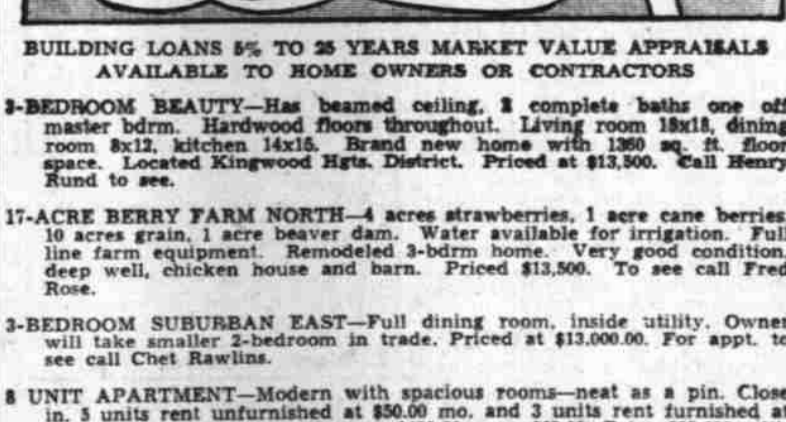 BUILDING LOANS 5% TO 25 YEARS MARKET VALUE APPRAISALS
AVAILABLE TO HOME OWNERS OR CONTRACTORS
3-BEDROOM BEAUTY—Has beamed ceiling, 2 complete baths one off
master bdrm. Hardwood floors throughout. Living room 18x18, dining
room 8x12, kitchen 14x15. Brand new home with 1360 sq. ft. floor
space. Located Kingwood Hgts. District. Priced at $13,500. Call Henry
Rund to see.
17-ACRE BERRY FARM NORTH—4 acres strawberries, 1 acre cane berries
10 acres grain, 1 acre beaver dam. Water available for irrigation. Full
line farm equipment. Remodeled 3-bdrm home. Very good condition,
deep well, chicken house and barn. Priced $13,500. To see call Fred
Rose.
3-BEDROOM SUBURBAN EAST—Full dining room, inside utility. Owner
will take smaller 2-bedroom in trade. Priced at $13,000.00. For appt. to
see call Chet Rawlins.
8 UNIT APARTMENT—Modern with spacious rooms—neat as a pin. Close
in. 5 units rent unfurnished at $50.00 mo. and 3 units rent furnished at